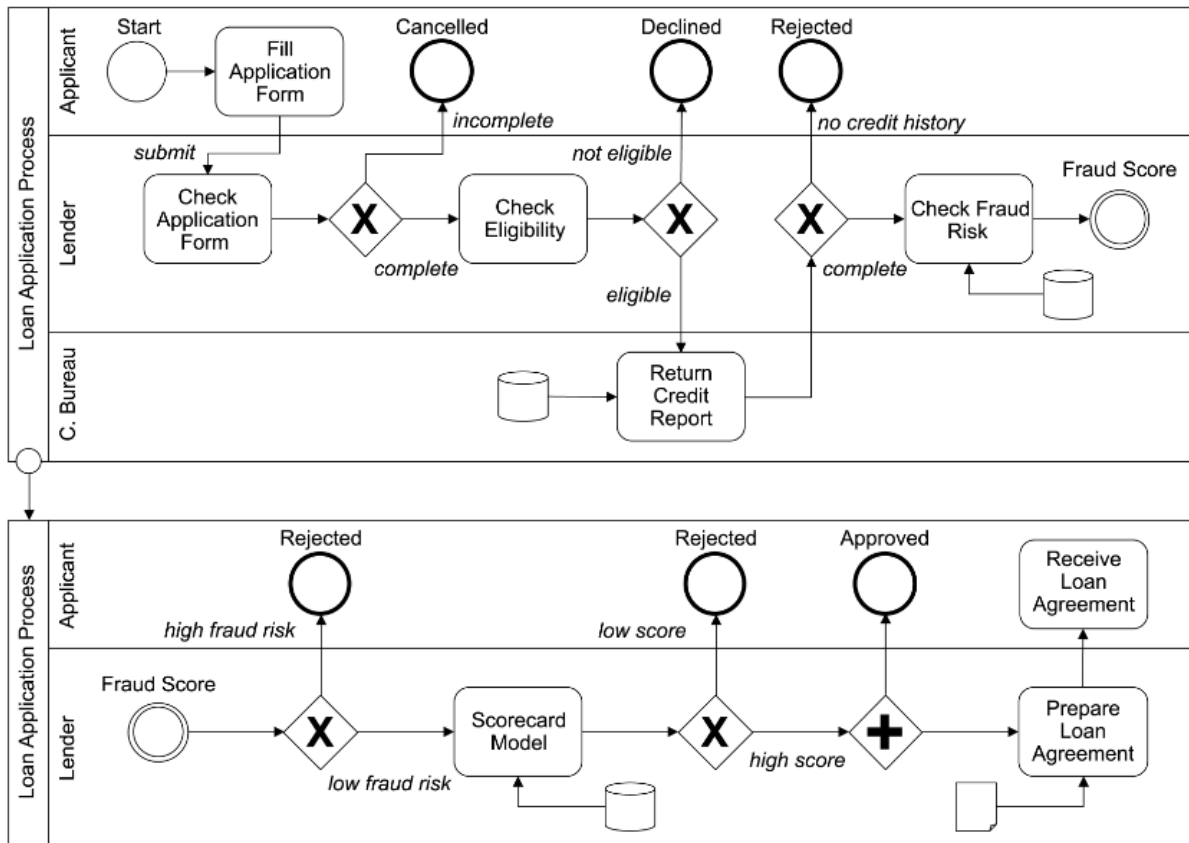 Loan Application Process
Applicant
Start
Fill
Application
Form
Cancelled
Declined
Rejected
incomplete
no credit history
submit
not eligible
Lender
Check
Application
Form
X
complete
Check
Eligibility
X
eligible
X
complete
Check Fraud
Risk
Fraud Score
C. Bureau
Return
Credit
Report
Loan Application Process
Applicant
Rejected
Rejected
Approved
Receive
Loan
Agreement
high fraud risk
low score
Lender
Fraud Score
X
low fraud risk
Scorecard
Model
X
high score
Prepare
Loan
Agreement